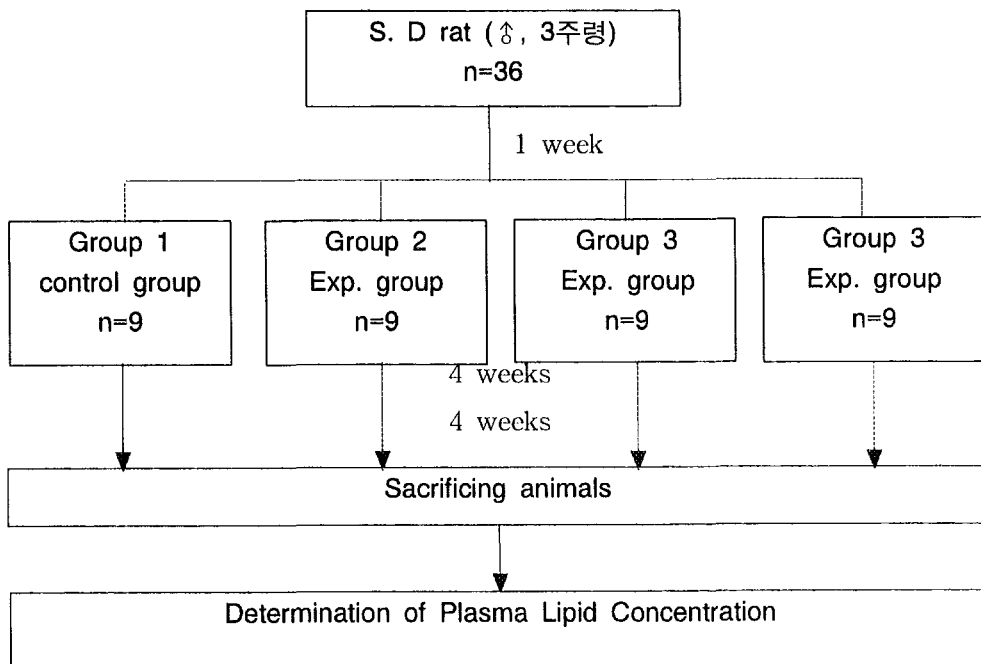 S. D rat (♂, 3주령)
n=36
1 week
Group 1
control group
n=9
Group 2
Exp. group
n=9
Group 3
Exp. group
n=9
Group 3
Exp. group
n=9
4 weeks
4 weeks
Sacrificing animals
Determination of Plasma Lipid Concentration